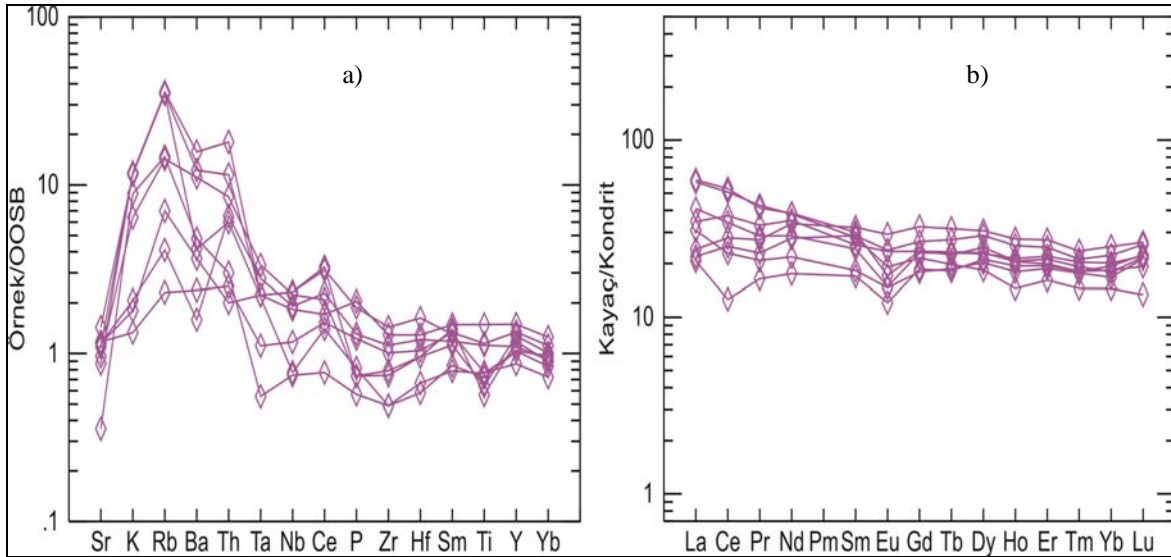 a)
Örnek/OOSB
100
10
1
.1
Sr K Rb Ba Th Ta Nb Ce P Zr Hf Sm Ti Y Yb
b)
Kayaç/Kondrit
100
10
1
La Ce Pr Nd Pm Sm Eu Gd Tb Dy Ho Er Tm Yb Lu